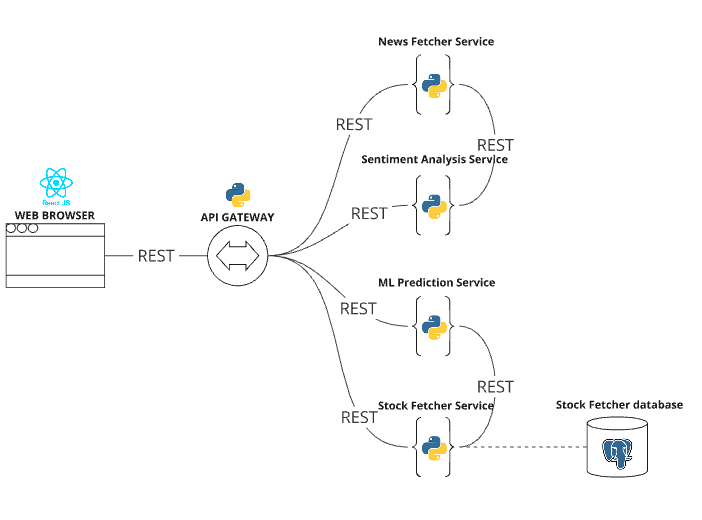 News Fetcher Service
REST
REST
Sentiment Analysis Service
React JS
WEB BROWSER
API GATEWAY
REST
REST
ML Prediction Service
REST
REST
Stock Fetcher Service
REST
Stock Fetcher database